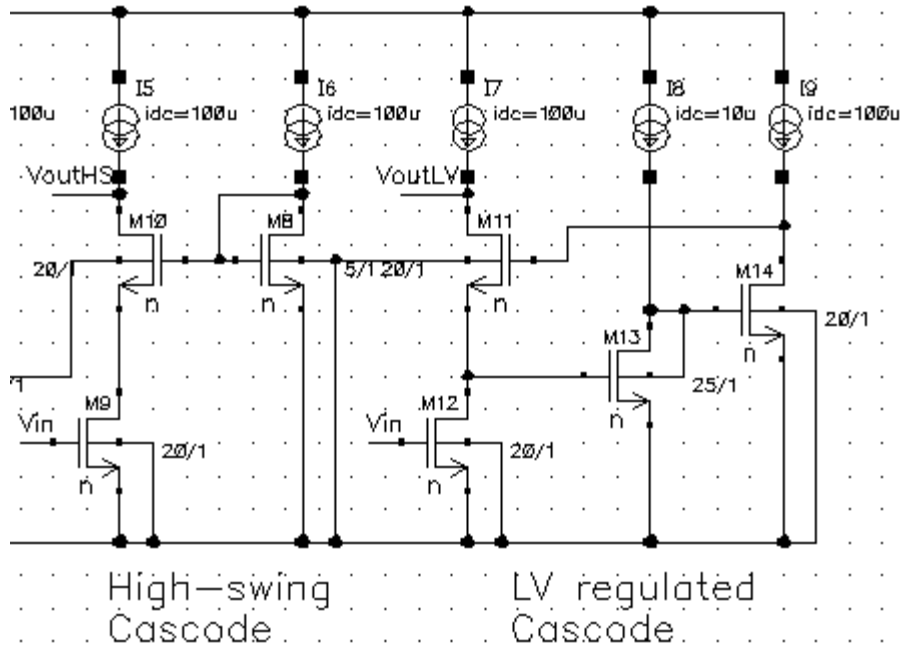 I5 I6 I7 I8 I9
100u idc=100u idc=100u idc=100u idc=10u idc=100u
VoutHS VoutLV
M10 M8 M11
20/1 5/1 20/1 M14
n n n 20/1
M13
n
/1 25/1
M9 M12 n
Vin Vin
20/1 20/1
n n
High-swing LV regulated
Cascode Cascode